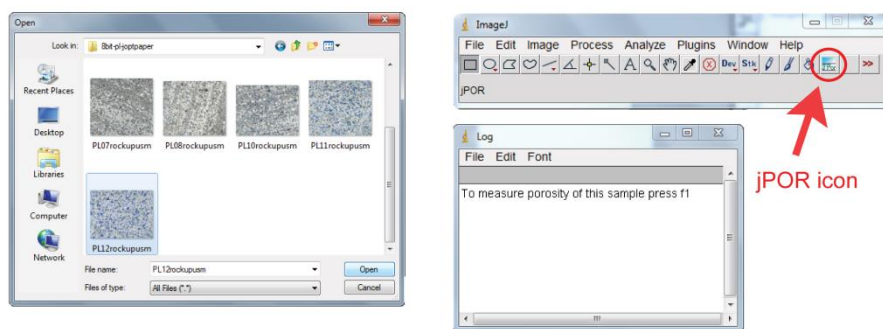 Open
Look in: 8bit-pl-joptpaper
Recent Places
Desktop
Libraries
Computer
Network
PL07rockupusm PL08rockupusm PL10rockupusm PL11rockupusm
PL12rockupusm
File name: PL12rockupusm Open
Files of type: All Files (*.*) Cancel
ImageJ
File Edit Image Process Analyze Plugins Window Help
Dev Stk
jPOR
Log
File Edit Font
To measure porosity of this sample press f1
jPOR icon